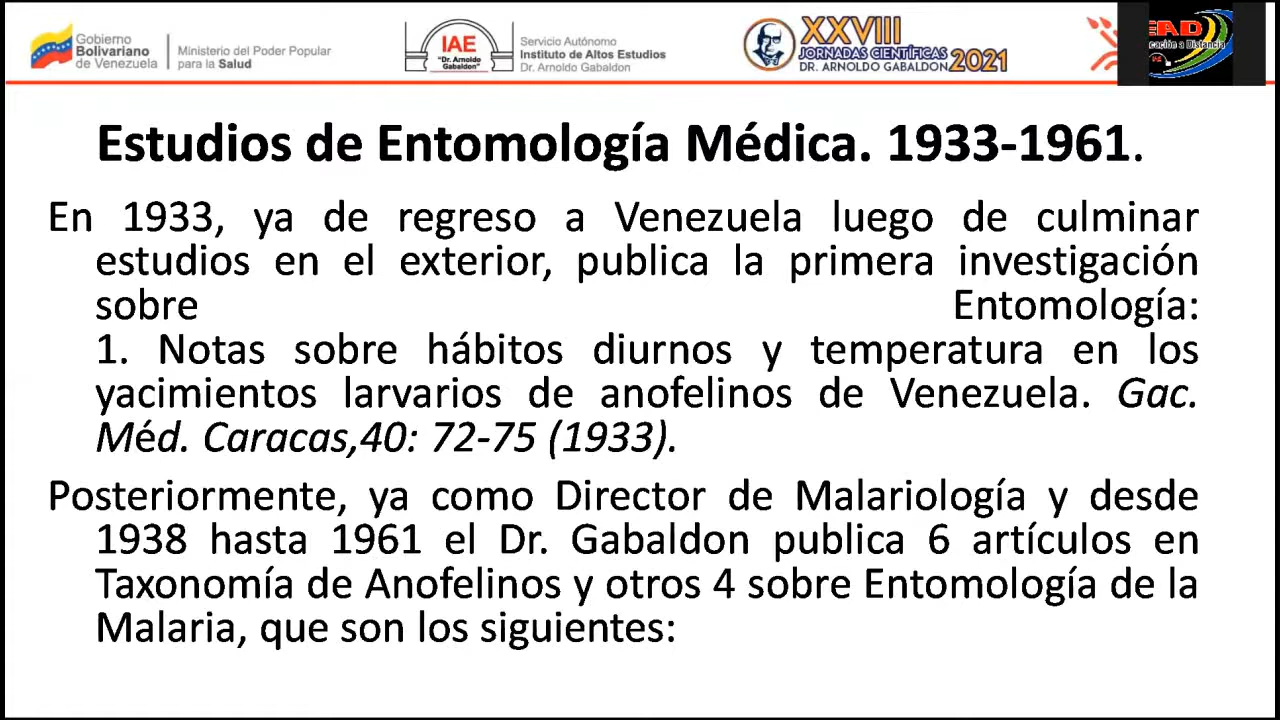 Gobierno
Bolivariano
de Venezuela
Ministerio del Poder Popular
para la Salud
IAE
"Dr. Arnoldo
Gabaldon"
Servicio Autónomo
Instituto de Altos Estudios
Dr. Arnoldo Gabaldon
XXVIII
JORNADAS CIENTÍFICAS
DR. ARNOLDO GABALDON 2021
EAD
cación a Distancia
Estudios de Entomología Médica. 1933-1961.
En 1933, ya de regreso a Venezuela luego de culminar
estudios en el exterior, publica la primera investigación
sobre Entomología:
1. Notas sobre hábitos diurnos y temperatura en los
yacimientos larvarios de anofelinos de Venezuela. Gac.
Méd. Caracas,40: 72-75 (1933).
Posteriormente, ya como Director de Malariología y desde
1938 hasta 1961 el Dr. Gabaldon publica 6 artículos en
Taxonomía de Anofelinos y otros 4 sobre Entomología de la
Malaria, que son los siguientes: